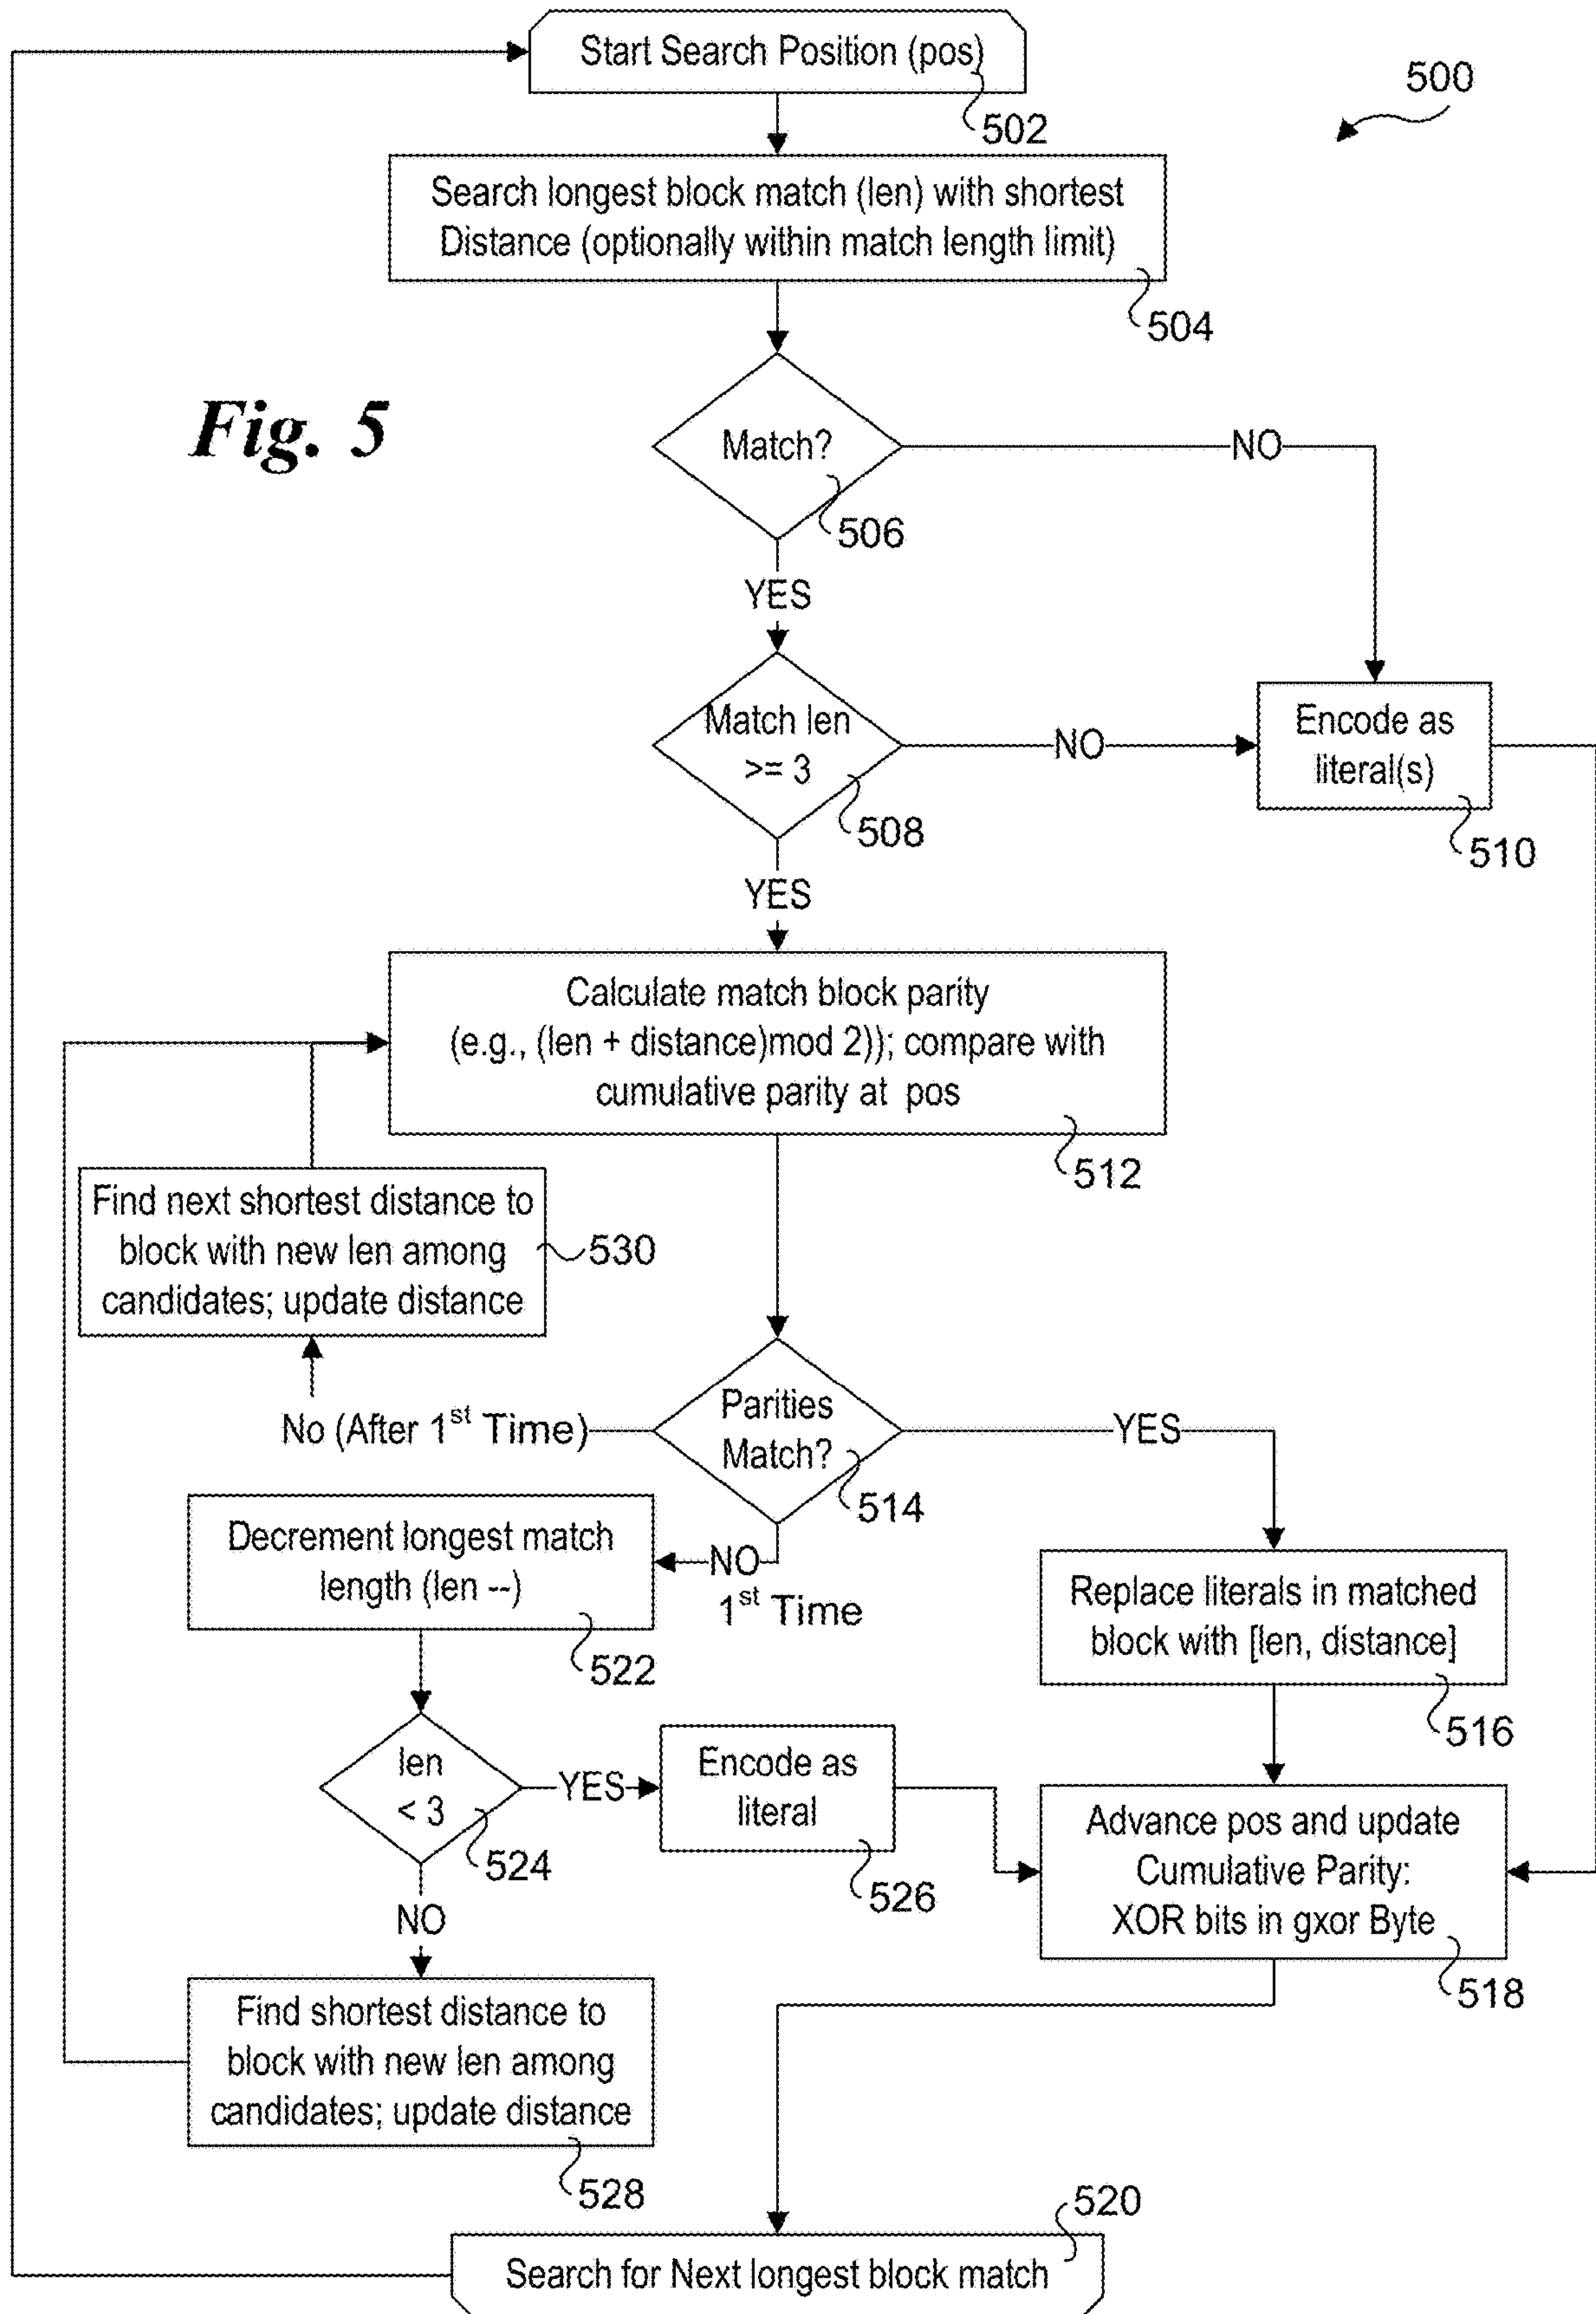 Start Search Position (pos)
502
500
Search longest block match (len) with shortest
Distance (optionally within match length limit)
504
Fig. 5
Match?
506
NO
YES
Match len
>= 3
508
NO
Encode as
literal(s)
510
YES
Calculate match block parity
(e.g., (len + distance)mod 2)); compare with
cumulative parity at pos
512
Find next shortest distance to
block with new len among
candidates; update distance
530
No (After 1st Time)
Parities
Match?
514
YES
Decrement longest match
length (len --)
522
NO
1st Time
Replace literals in matched
block with [len, distance]
516
len
< 3
524
YES
Encode as
literal
526
Advance pos and update
Cumulative Parity:
XOR bits in gxor Byte
518
NO
Find shortest distance to
block with new len among
candidates; update distance
528
520
Search for Next longest block match